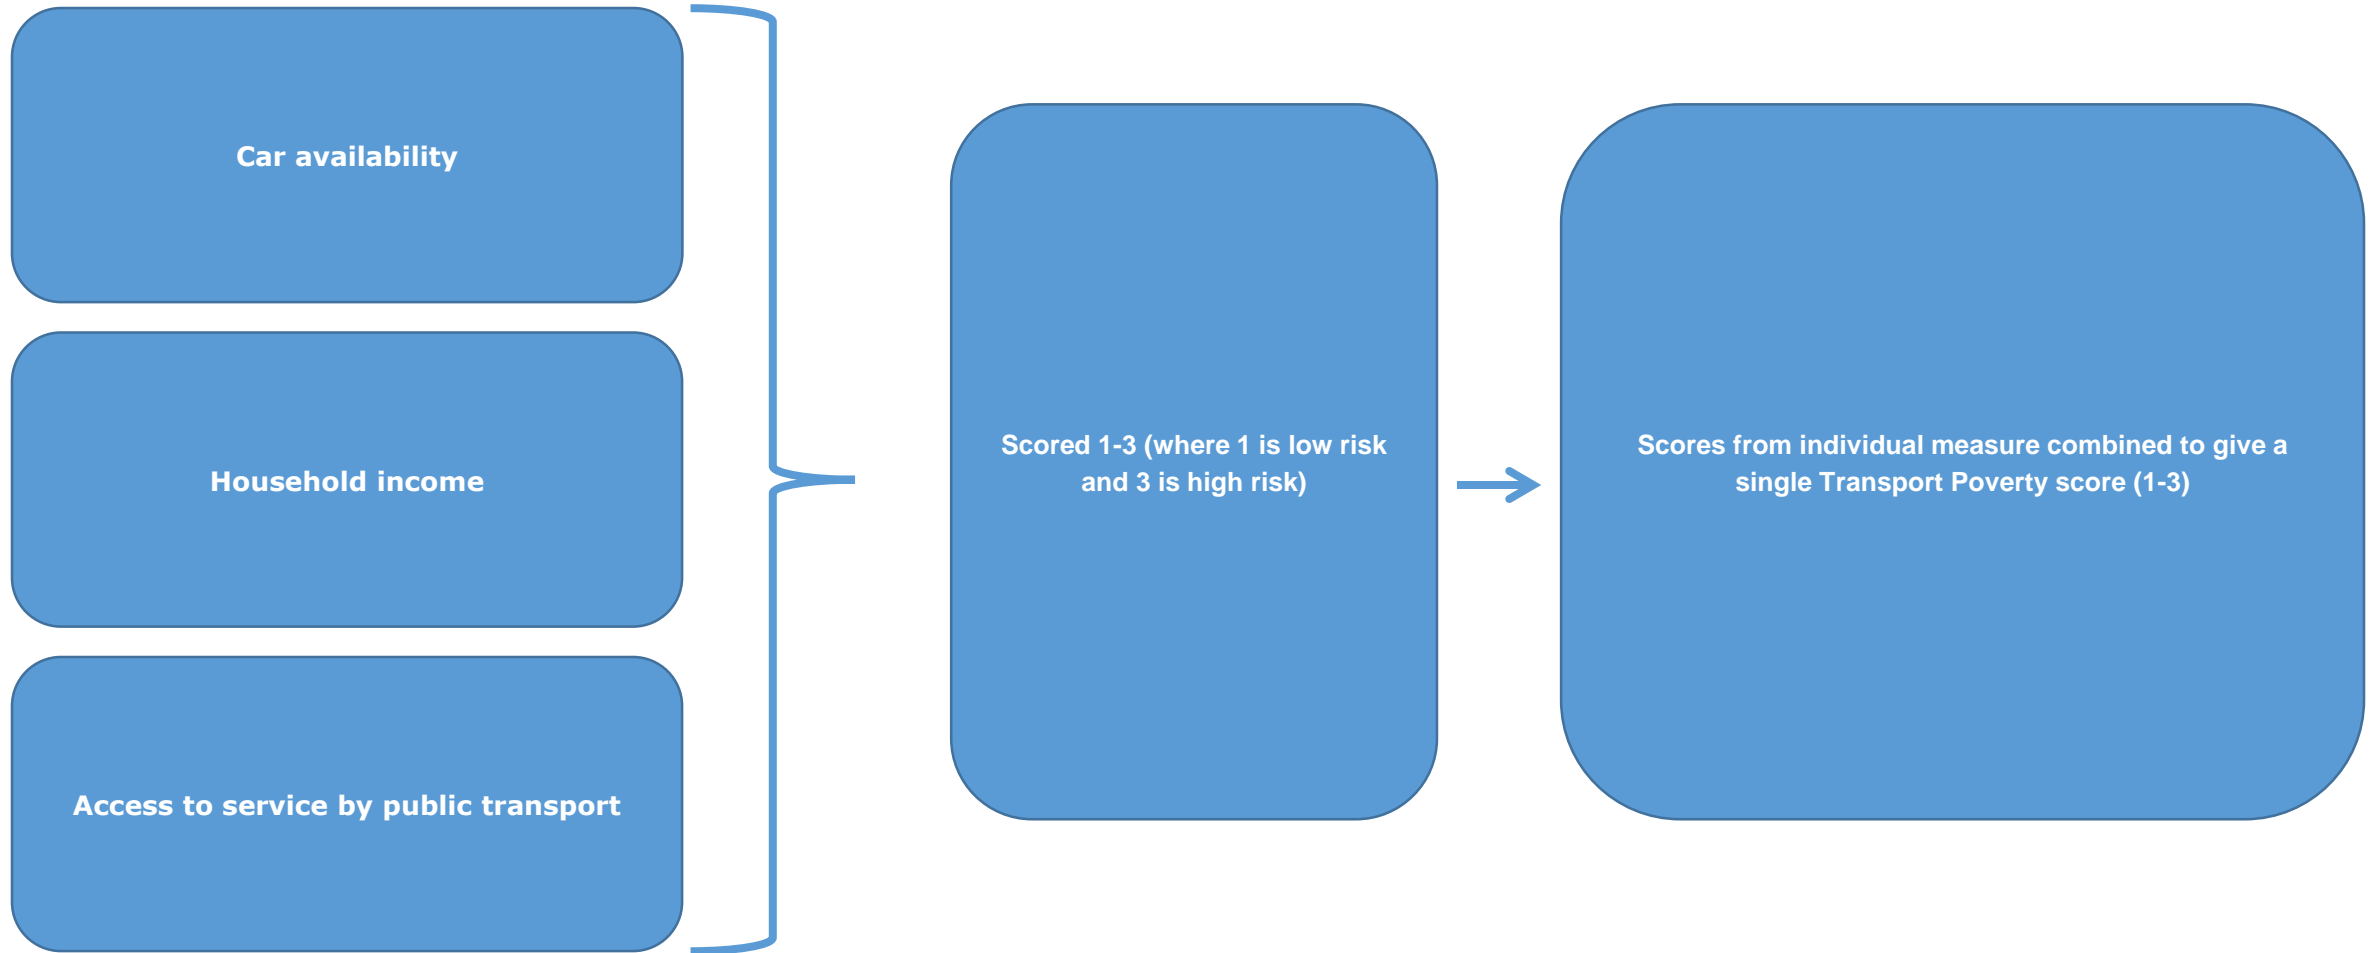 Car availability
Household income
Access to service by public transport
Scored 1-3 (where 1 is low risk
and 3 is high risk)
Scores from individual measure combined to give a
single Transport Poverty score (1-3)